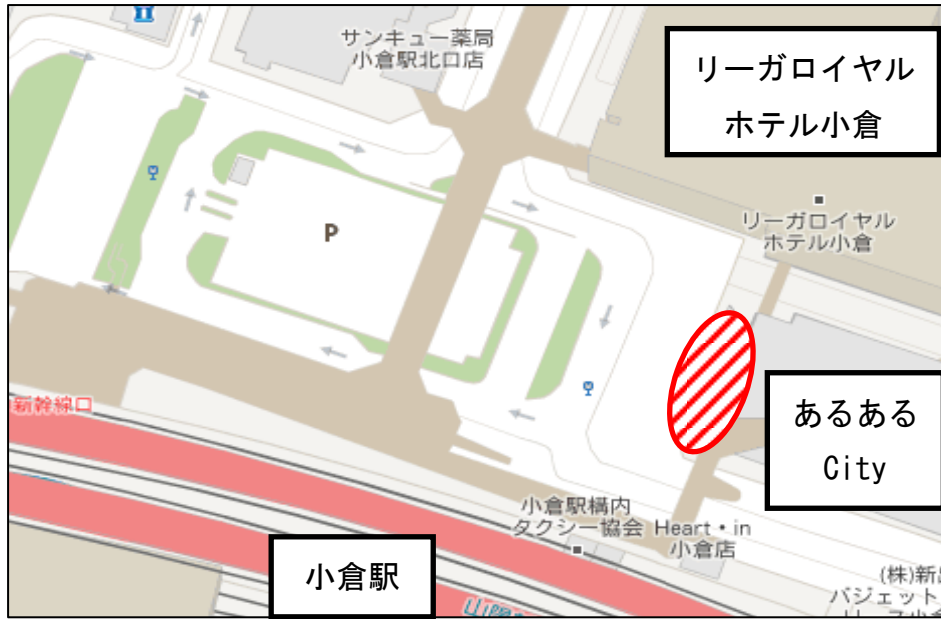 サンキュー薬局
小倉駅北口店
リーガロイヤル
ホテル小倉
リーガロイヤル
ホテル小倉
P
新幹線口
あるある
City
小倉駅構内
タクシー協会
Heart・in
小倉店
小倉駅
(株)新
バジェット